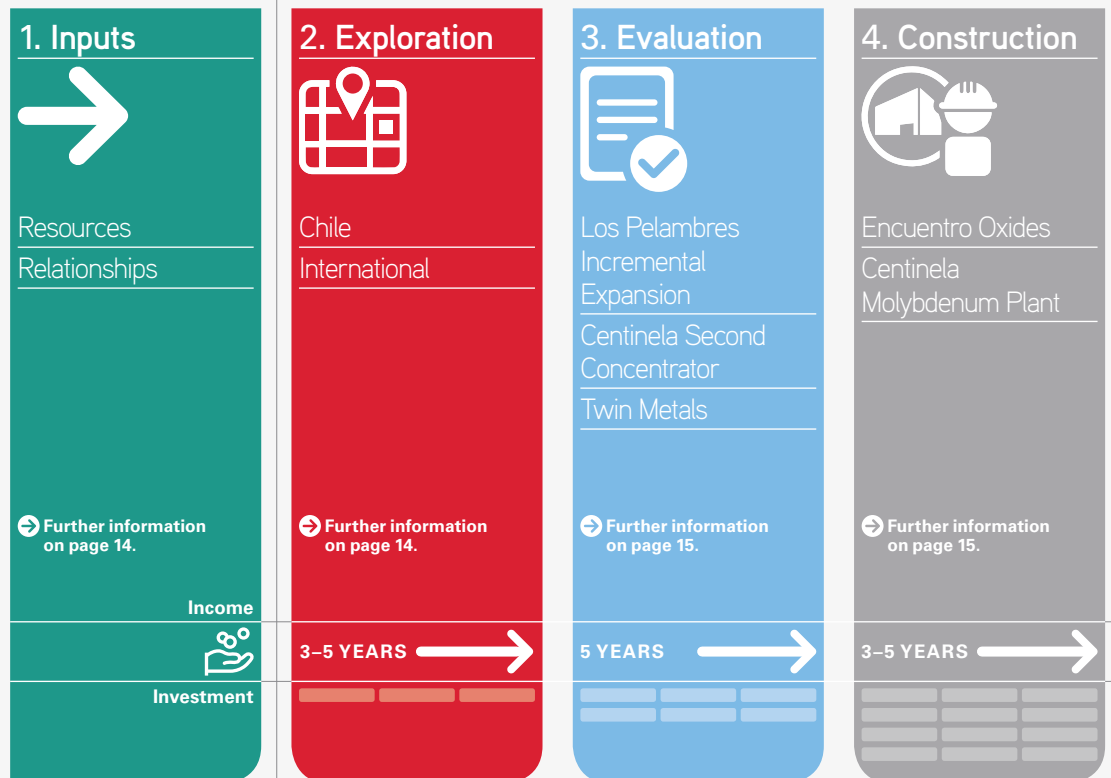 1. Inputs
Resources
Relationships
Further information
on page 14.
Income
Investment
2. Exploration
Chile
International
Further information
on page 14.
3–5 YEARS
3. Evaluation
Los Pelambres
Incremental
Expansion
Centinela Second
Concentrator
Twin Metals
Further information
on page 15.
5 YEARS
4. Construction
Encuentro Oxides
Centinela
Molybdenum Plant
Further information
on page 15.
3–5 YEARS